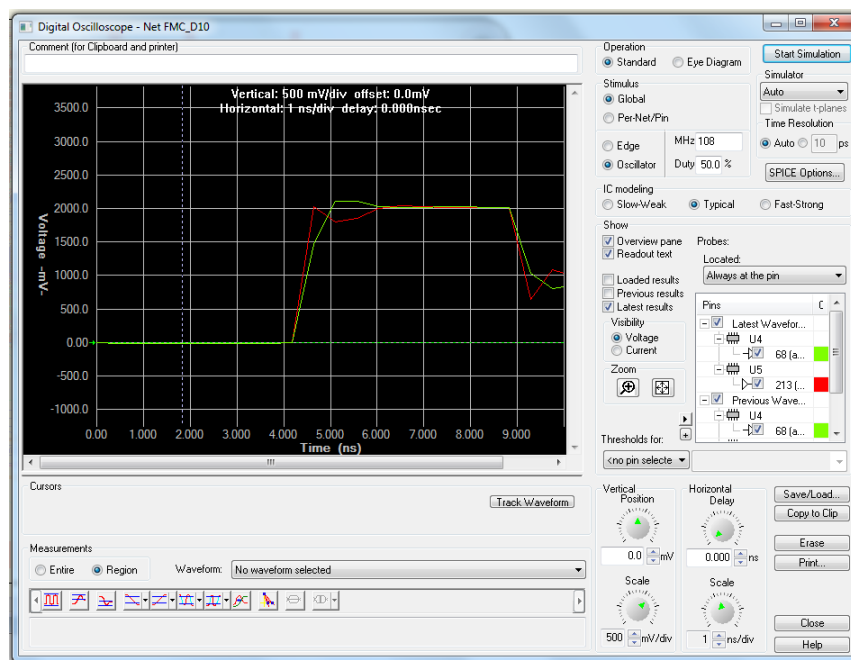 Digital Oscilloscope - Net FMC_D10
Comment (for Clipboard and printer)
Vertical: 500 mV/div offset: 0.0mV
Horizontal: 1 ns/div delay: 0.000nsec
3500.0
3000.0
2500.0
2000.0
1500.0
1000.0
500.0
0.00
-500.0
-1000.0
Voltage -mV-
0.00 1.000 2.000 3.000 4.000 5.000 6.000 7.000 8.000 9.000
Time (ns)
Cursors
Track Waveform
Measurements
Entire Region Waveform: No waveform selected
Operation
Standard Eye Diagram
Start Simulation
Stimulus
Global
Per-Net/Pin
Edge
Oscillator
MHz 108
Duty 50.0 %
Simulator
Auto
Simulate t-planes
Time Resolution
Auto 10 ps
SPICE Options...
IC modeling
Slow-Weak Typical Fast-Strong
Show
Overview pane
Readout text
Loaded results
Previous results
Latest results
Visibility
Voltage
Current
Zoom
Probes:
Located:
Always at the pin
Pins C
Latest Wavefor...
U4
68 (a...
U5
213 (...
Previous Wave...
U4
68 (a...
Thresholds for:
<no pin selecte
Vertical
Position
0.0 mV
Scale
500 mV/div
Horizontal
Delay
0.000 ns
Scale
1 ns/div
Save/Load...
Copy to Clip
Erase
Print...
Close
Help